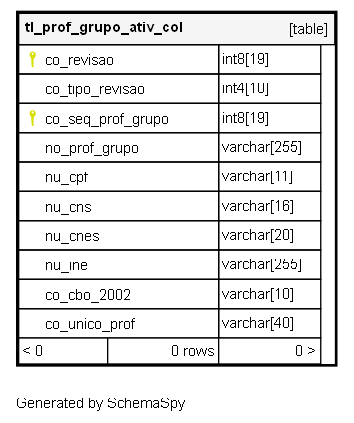 tl_prof_grupo_ativ_col [table]
co_revisao int8[19]
co_tipo_revisao int4[10]
co_seq_prof_grupo int8[19]
no_prof_grupo varchar[255]
nu_cpf varchar[11]
nu_cns varchar[16]
nu_cnes varchar[20]
nu_ine varchar[255]
co_cbo_2002 varchar[10]
co_unico_prof varchar[40]
< 0 0 rows 0 >
Generated by SchemaSpy